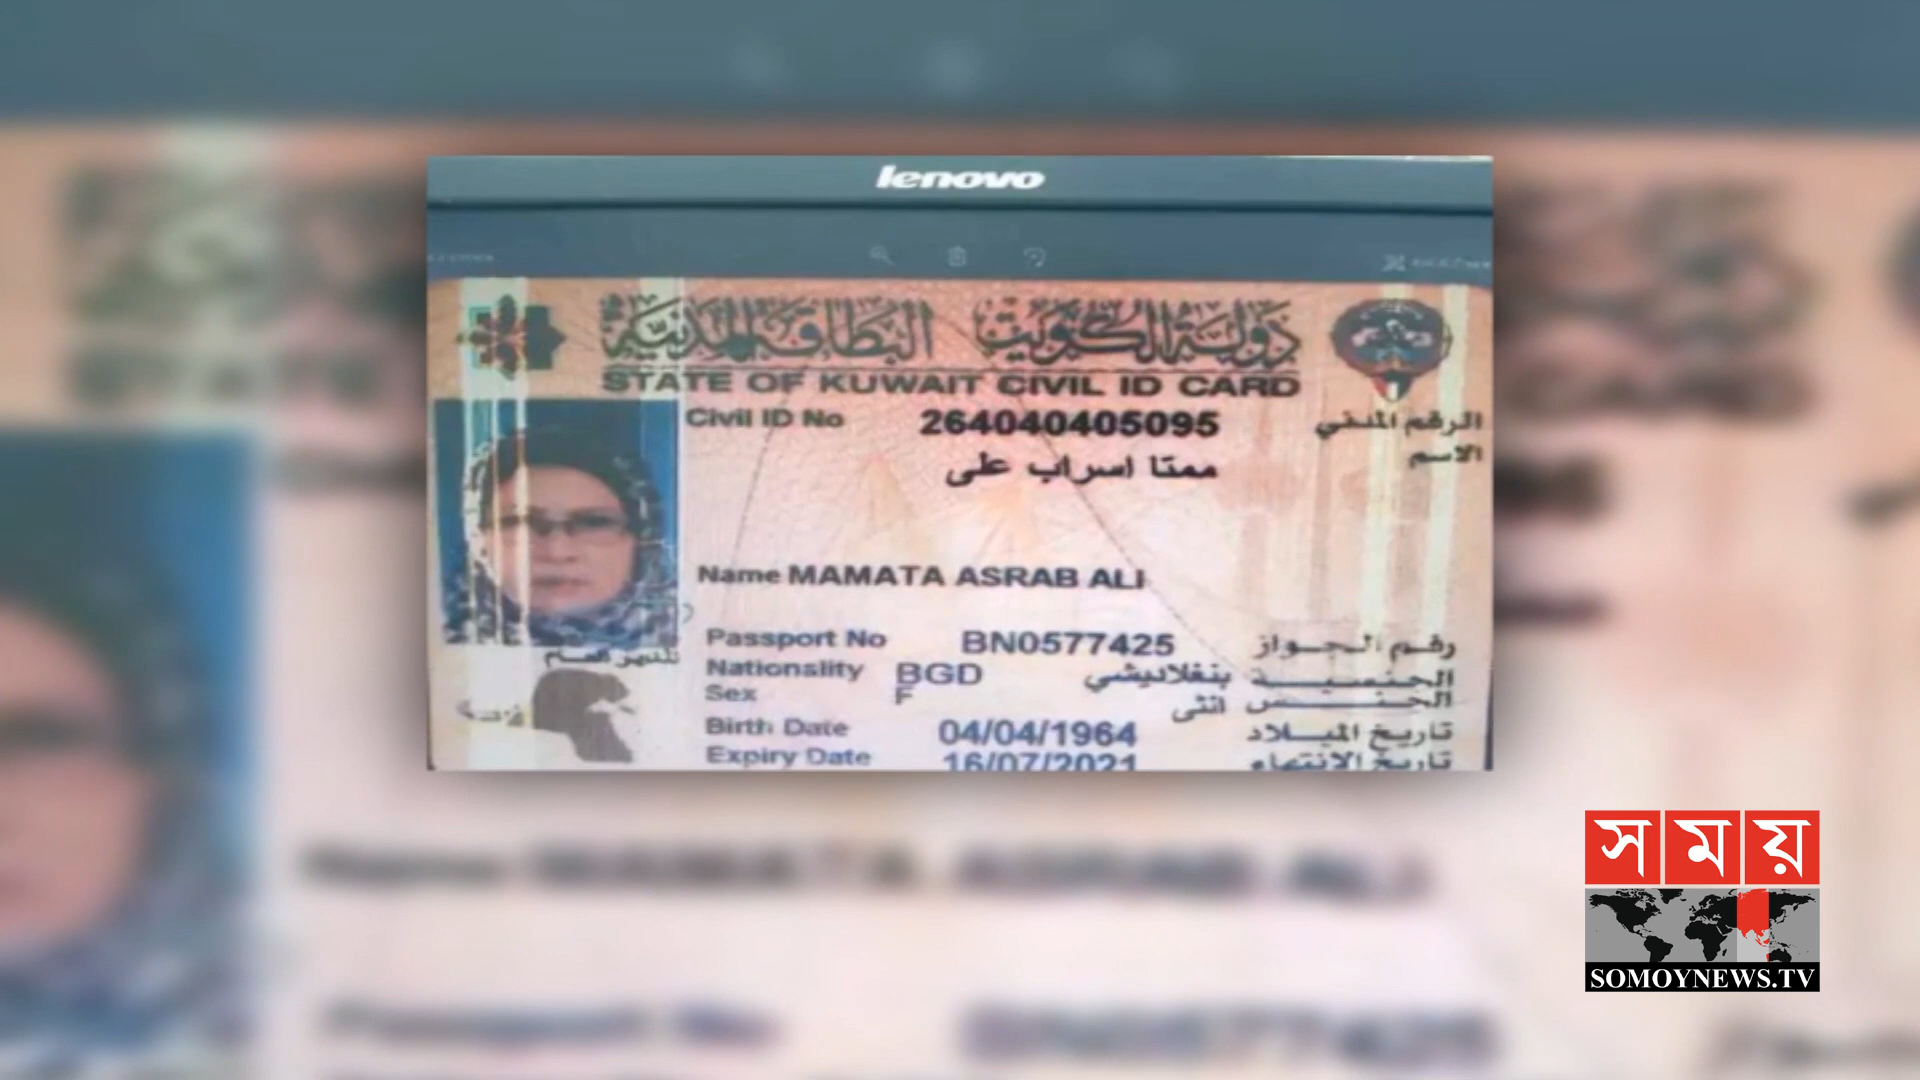 lenovo
دولة الكويت البطاقة المدنية
STATE OF KUWAIT CIVIL ID CARD
Civil ID No 264040405095 الرقم المدني
الاسم
ممتا اسراب على
Name MAMATA ASRAB ALI
Passport No BN0577425 رقم الجواز
Nationality BGD بنغلاديشي الجنسية
Sex F انثى الجنس
Birth Date 04/04/1964 تاريخ الميلاد
Expiry Date 16/07/2021 تاريخ الانتهاء
সময়
SOMOYNEWS.TV